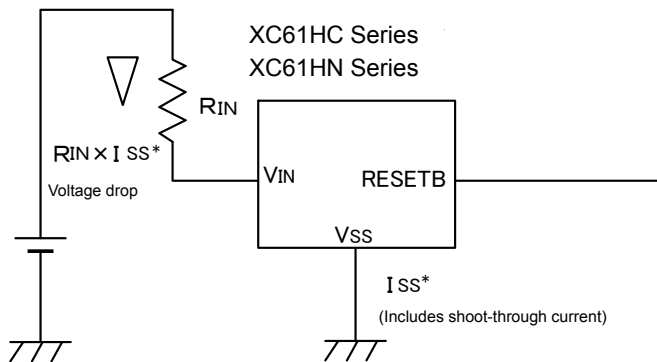 XC61HC Series
XC61HN Series
RIN
RIN × I SS*
Voltage drop
VIN
RESETB
VSS
I SS*
(Includes shoot-through current)